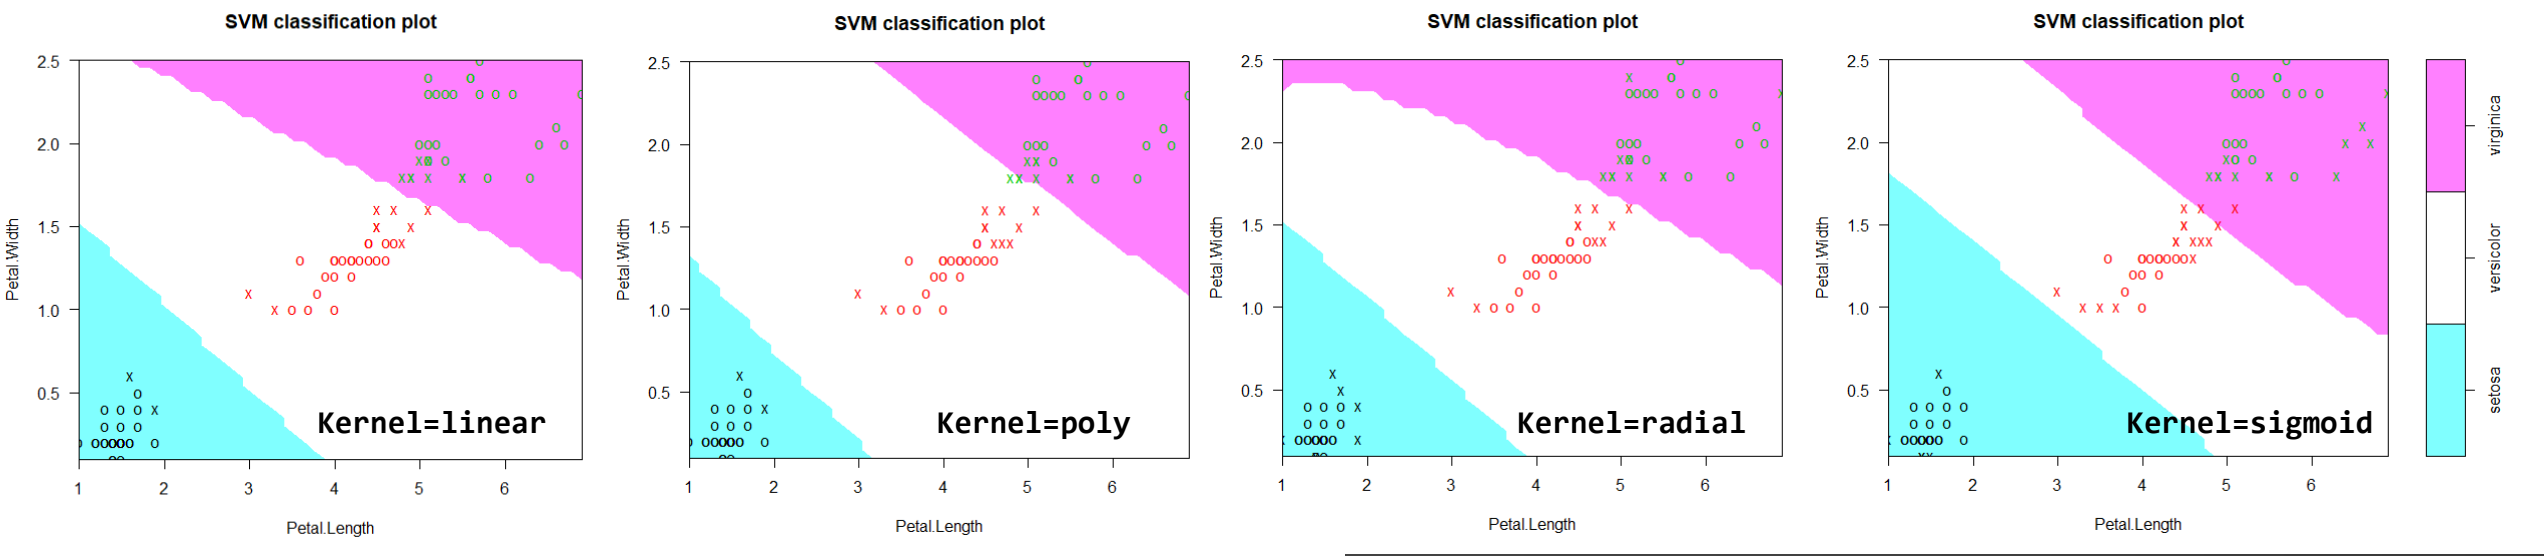 SVM classification plot
2.5
2.0
1.5
1.0
0.5
Petal.Width
1 2 3 4 5 6
Petal.Length
Kernel=linear
SVM classification plot
2.5
2.0
1.5
1.0
0.5
Petal.Width
1 2 3 4 5 6
Petal.Length
Kernel=poly
SVM classification plot
2.5
2.0
1.5
1.0
0.5
Petal.Width
1 2 3 4 5 6
Petal.Length
Kernel=radial
SVM classification plot
2.5
2.0
1.5
1.0
0.5
Petal.Width
1 2 3 4 5 6
Petal.Length
Kernel=sigmoid
virginica
versicolor
setosa